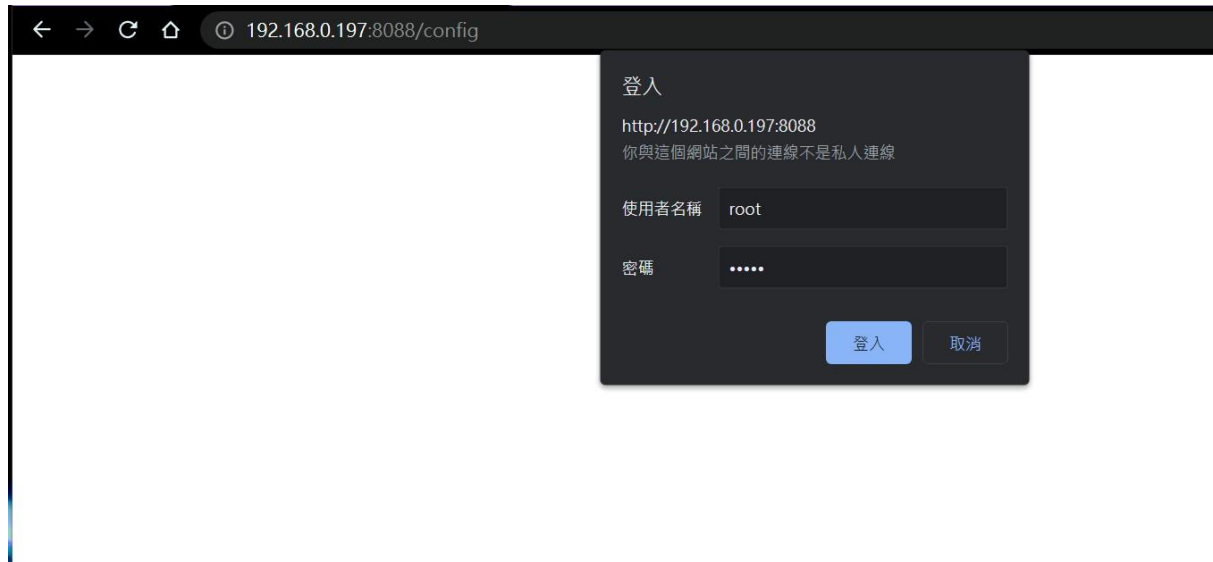 192.168.0.197:8088/config
登入
http://192.168.0.197:8088
你與這個網站之間的連線不是私人連線
使用者名稱 root
密碼 •••••
登入 取消